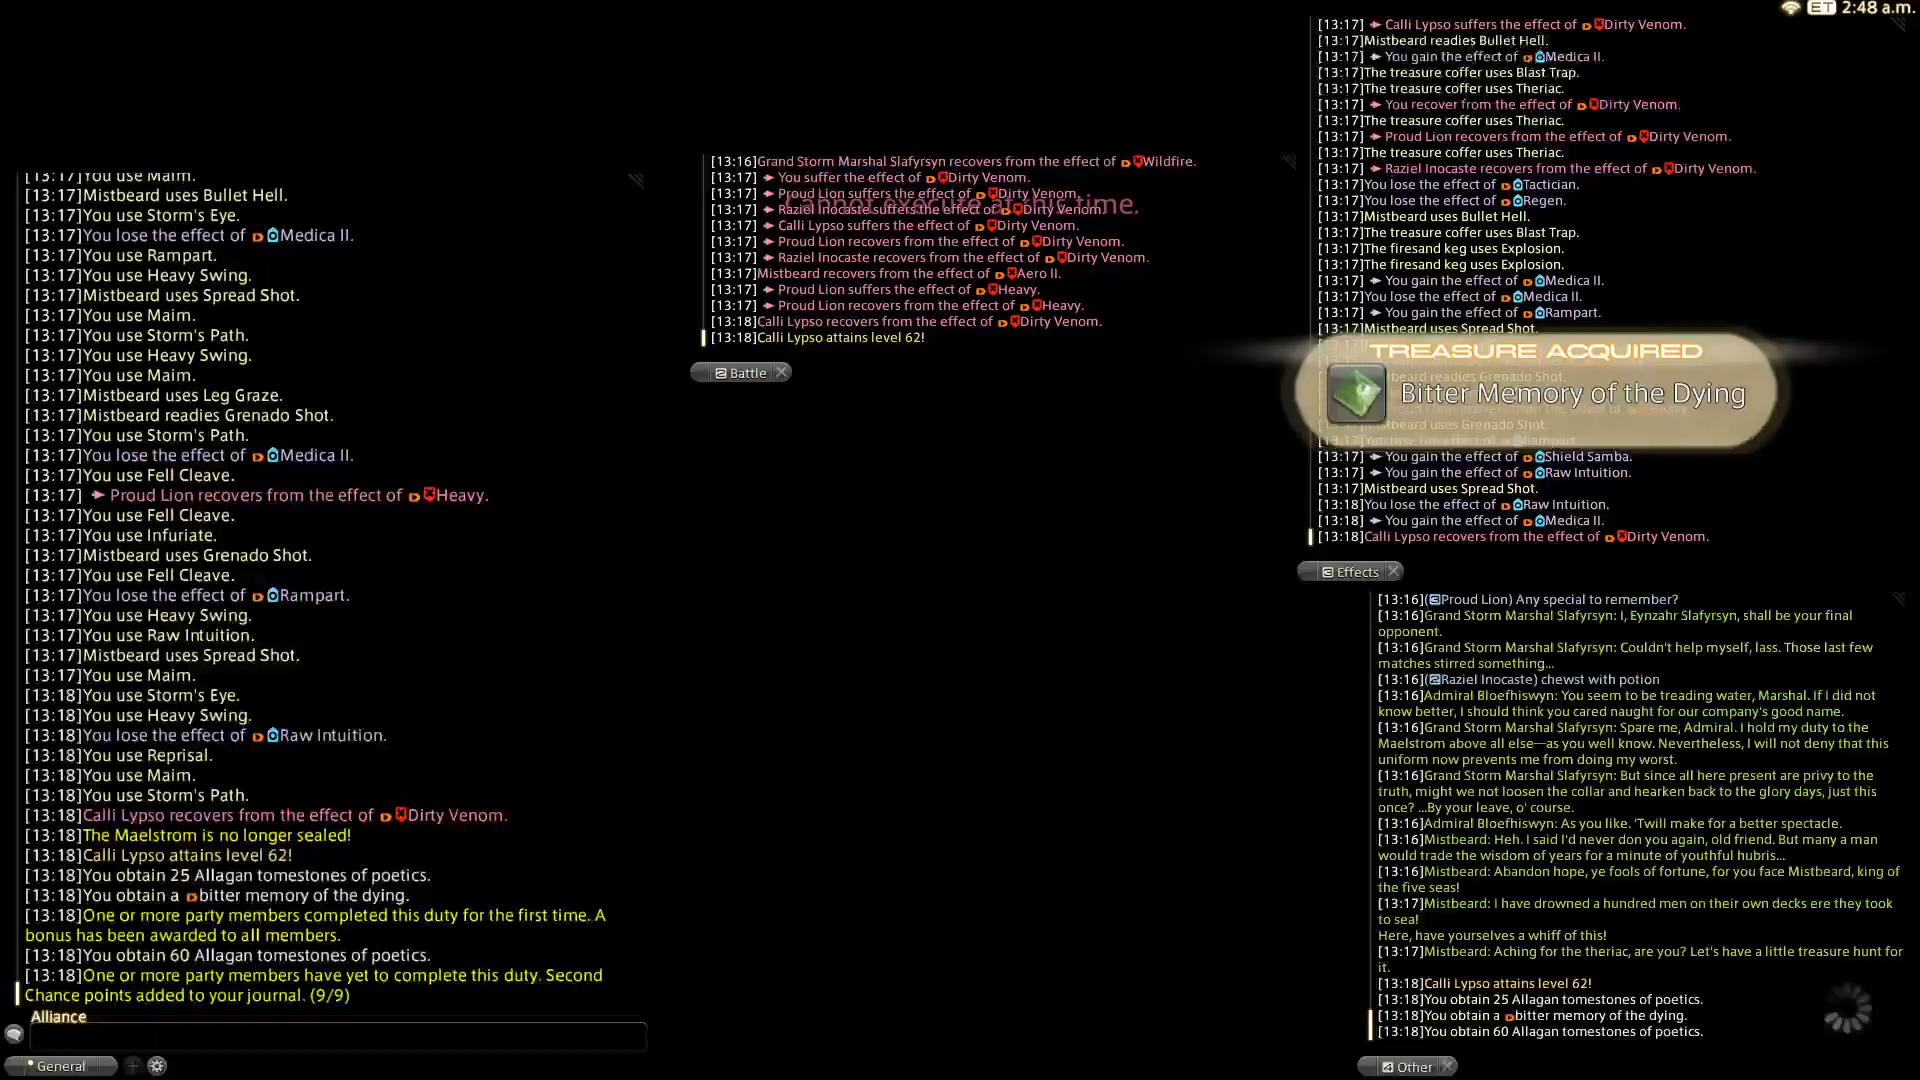 ET 2:48 a.m.
[13:17]You use Maim.
[13:17]Mistbeard uses Bullet Hell.
[13:17]You use Storm's Eye.
[13:17]You lose the effect of Medica II.
[13:17]You use Rampart.
[13:17]You use Heavy Swing.
[13:17]Mistbeard uses Spread Shot.
[13:17]You use Maim.
[13:17]You use Storm's Path.
[13:17]You use Heavy Swing.
[13:17]You use Maim.
[13:17]Mistbeard uses Leg Graze.
[13:17]Mistbeard readies Grenado Shot.
[13:17]You use Storm's Path.
[13:17]You lose the effect of Medica II.
[13:17]You use Fell Cleave.
[13:17] Proud Lion recovers from the effect of Heavy.
[13:17]You use Fell Cleave.
[13:17]You use Infuriate.
[13:17]Mistbeard uses Grenado Shot.
[13:17]You use Fell Cleave.
[13:17]You lose the effect of Rampart.
[13:17]You use Heavy Swing.
[13:17]You use Raw Intuition.
[13:17]Mistbeard uses Spread Shot.
[13:17]You use Maim.
[13:18]You use Storm's Eye.
[13:18]You use Heavy Swing.
[13:18]You lose the effect of Raw Intuition.
[13:18]You use Reprisal.
[13:18]You use Maim.
[13:18]You use Storm's Path.
[13:18]Calli Lypso recovers from the effect of Dirty Venom.
[13:18]The Maelstrom is no longer sealed!
[13:18]Calli Lypso attains level 62!
[13:18]You obtain 25 Allagan tomestones of poetics.
[13:18]You obtain a bitter memory of the dying.
[13:18]One or more party members completed this duty for the first time. A
bonus has been awarded to all members.
[13:18]You obtain 60 Allagan tomestones of poetics.
[13:18]One or more party members have yet to complete this duty. Second
Chance points added to your journal. (9/9)
Alliance
General
[13:16]Grand Storm Marshal Slafyrsyn recovers from the effect of Wildfire.
[13:17] You suffer the effect of Dirty Venom.
[13:17] Proud Lion suffers the effect of Dirty Venom.
Cannot execute at this time.
[13:17] Raziel Inocaste suffers the effect of Dirty Venom.
[13:17] Calli Lypso suffers the effect of Dirty Venom.
[13:17] Proud Lion recovers from the effect of Dirty Venom.
[13:17] Raziel Inocaste recovers from the effect of Dirty Venom.
[13:17]Mistbeard recovers from the effect of Aero II.
[13:17] Proud Lion suffers the effect of Heavy.
[13:17] Proud Lion recovers from the effect of Heavy.
[13:18]Calli Lypso recovers from the effect of Dirty Venom.
[13:18]Calli Lypso attains level 62!
2 Battle
[13:17] Calli Lypso suffers the effect of Dirty Venom.
[13:17]Mistbeard readies Bullet Hell.
[13:17] You gain the effect of Medica II.
[13:17]The treasure coffer uses Blast Trap.
[13:17]The treasure coffer uses Theriac.
[13:17] You recover from the effect of Dirty Venom.
[13:17]The treasure coffer uses Theriac.
[13:17] Proud Lion recovers from the effect of Dirty Venom.
[13:17]The treasure coffer uses Theriac.
[13:17] Raziel Inocaste recovers from the effect of Dirty Venom.
[13:17]You lose the effect of Tactician.
[13:17]You lose the effect of Regen.
[13:17]Mistbeard uses Bullet Hell.
[13:17]The treasure coffer uses Blast Trap.
[13:17]The firesand keg uses Explosion.
[13:17]The firesand keg uses Explosion.
[13:17] You gain the effect of Medica II.
[13:17]You lose the effect of Medica II.
[13:17] You gain the effect of Rampart.
[13:17]Mistbeard uses Spread Shot.
TREASURE ACQUIRED
readies Grenado Shot.
Bitter Memory of the Dying
Mistbeard uses Grenado Shot.
[13:17]You lose the effect of Rampart.
[13:17] You gain the effect of Shield Samba.
[13:17] You gain the effect of Raw Intuition.
[13:17]Mistbeard uses Spread Shot.
[13:18]You lose the effect of Raw Intuition.
[13:18] You gain the effect of Medica II.
[13:18]Calli Lypso recovers from the effect of Dirty Venom.
3 Effects
[13:16](3Proud Lion) Any special to remember?
[13:16]Grand Storm Marshal Slafyrsyn: I, Eynzahr Slafyrsyn, shall be your final
opponent.
[13:16]Grand Storm Marshal Slafyrsyn: Couldn't help myself, lass. Those last few
matches stirred something...
[13:16](2Raziel Inocaste) chewst with potion
[13:16]Admiral Bloefhiswyn: You seem to be treading water, Marshal. If I did not
know better, I should think you cared naught for our company's good name.
[13:16]Grand Storm Marshal Slafyrsyn: Spare me, Admiral. I hold my duty to the
Maelstrom above all else—as you well know. Nevertheless, I will not deny that this
uniform now prevents me from doing my worst.
[13:16]Grand Storm Marshal Slafyrsyn: But since all here present are privy to the
truth, might we not loosen the collar and hearken back to the glory days, just this
once? ...By your leave, o' course.
[13:16]Admiral Bloefhiswyn: As you like. 'Twill make for a better spectacle.
[13:16]Mistbeard: Heh. I said I'd never don you again, old friend. But many a man
would trade the wisdom of years for a minute of youthful hubris...
[13:16]Mistbeard: Abandon hope, ye fools of fortune, for you face Mistbeard, king of
the five seas!
[13:17]Mistbeard: I have drowned a hundred men on their own decks ere they took
to sea!
Here, have yourselves a whiff of this!
[13:17]Mistbeard: Aching for the theriac, are you? Let's have a little treasure hunt for
it.
[13:18]Calli Lypso attains level 62!
[13:18]You obtain 25 Allagan tomestones of poetics.
[13:18]You obtain a bitter memory of the dying.
[13:18]You obtain 60 Allagan tomestones of poetics.
4 Other